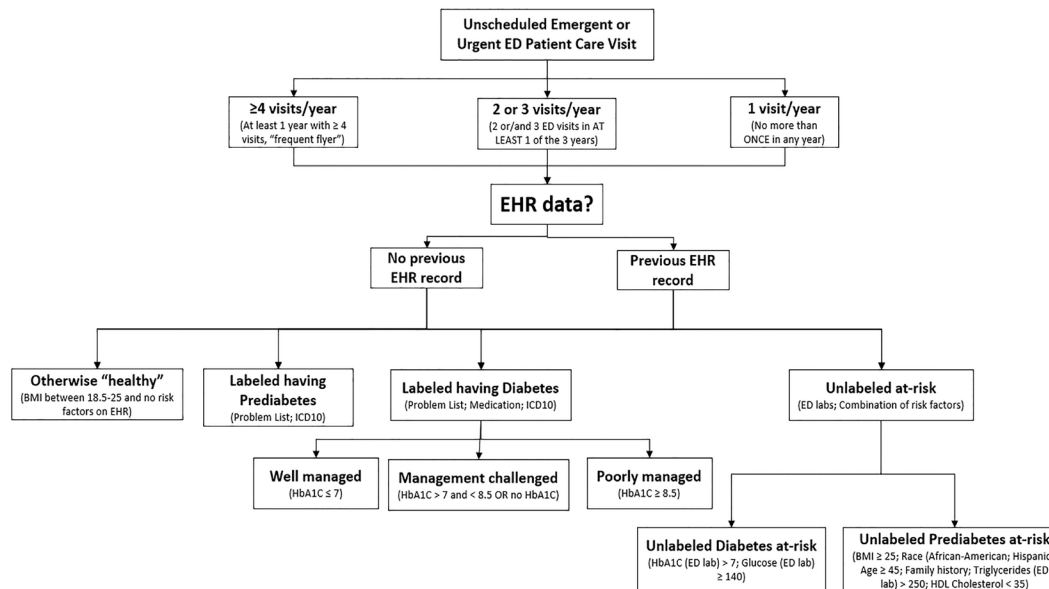 Unscheduled Emergent or
Urgent ED Patient Care Visit
≥4 visits/year
(At least 1 year with ≥ 4
visits, "frequent flyer")
2 or 3 visits/year
(2 or/and 3 ED visits in AT
LEAST 1 of the 3 years)
1 visit/year
(No more than
ONCE in any year)
EHR data?
No previous
EHR record
Previous EHR
record
Otherwise “healthy”
(BMI between 18.5-25 and no risk
factors on EHR)
Labeled having
Prediabetes
(Problem List; ICD10)
Labeled having Diabetes
(Problem List; Medication; ICD10)
Unlabeled at-risk
(ED labs; Combination of risk factors)
Well managed
(HbA1C ≤ 7)
Management challenged
(HbA1C > 7 and < 8.5 OR no HbA1C)
Poorly managed
(HbA1C ≥ 8.5)
Unlabeled Diabetes at-risk
(HbA1C (ED lab) > 7; Glucose (ED lab)
≥ 140)
Unlabeled Prediabetes at-risk
(BMI ≥ 25; Race (African-American; Hispanic
Age ≥ 45; Family history; Triglycerides (ED
lab) > 250; HDL Cholesterol < 35)